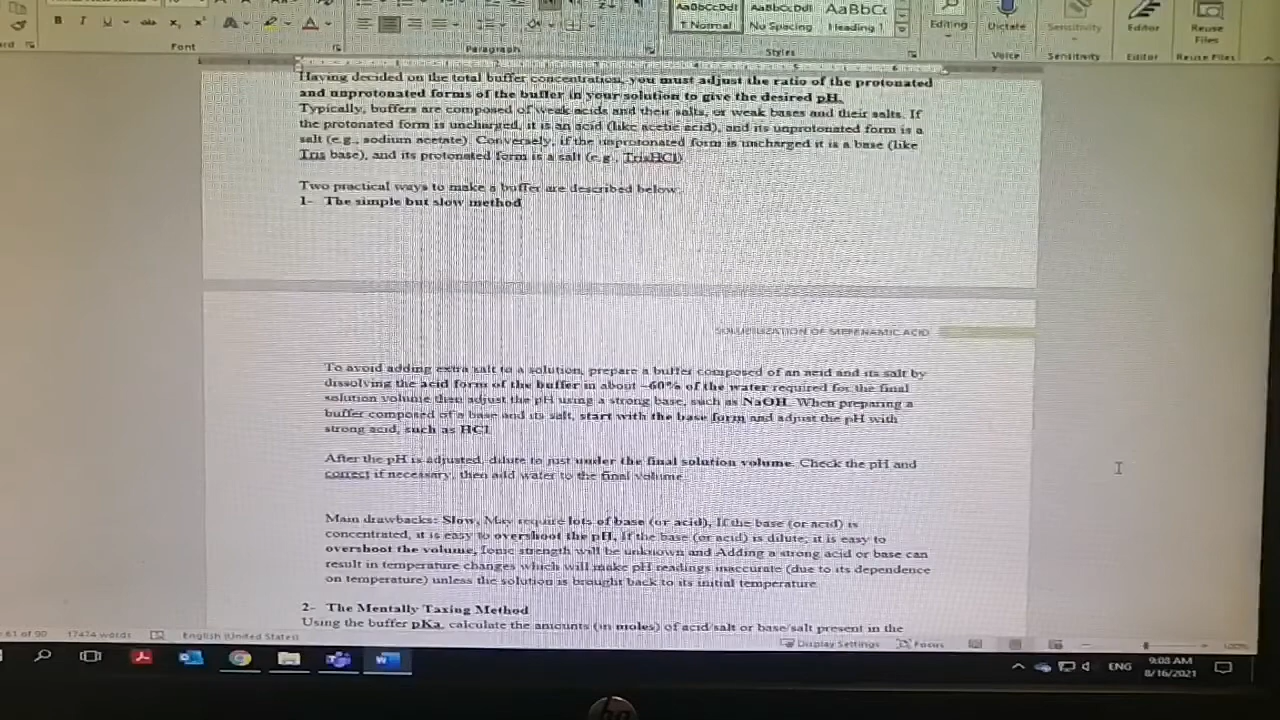 Editing
Dictate
Sensitivity
Editor
Reuse
Files
AaBbCcDdI AaBbCcDdI AaBbCc
¶ Normal No Spacing Heading 1
Font Paragraph Styles Voice Sensitivity Editor Reuse Files
Having decided on the total buffer concentration, you must adjust the ratio of the protonated
and unprotonated forms of the buffer in your solution to give the desired pH.
Typically, buffers are composed of weak acids and their salts, or weak bases and their salts. If
the protonated form is uncharged, it is an acid (like acetic acid), and its unprotonated form is a
salt (e.g., sodium acetate). Conversely, if the unprotonated form is uncharged it is a base (like
Tris base), and its protonated form is a salt (e.g., TrisHCl)
Two practical ways to make a buffer are described below:
1- The simple but slow method
SOLUBILIZATION OF MEFENAMIC ACID
To avoid adding extra salt to a solution, prepare a buffer composed of an acid and its salt by
dissolving the acid form of the buffer in about ~60% of the water required for the final
solution volume then adjust the pH using a strong base, such as NaOH. When preparing a
buffer composed of a base and its salt, start with the base form and adjust the pH with
strong acid, such as HCl.
After the pH is adjusted, dilute to just under the final solution volume. Check the pH and
correct if necessary, then add water to the final volume.
Main drawbacks: Slow, May require lots of base (or acid), If the base (or acid) is
concentrated, it is easy to overshoot the pH, If the base (or acid) is dilute, it is easy to
overshoot the volume, Ionic strength will be unknown and Adding a strong acid or base can
result in temperature changes which will make pH readings inaccurate (due to its dependence
on temperature) unless the solution is brought back to its initial temperature
2- The Mentally Taxing Method
Using the buffer pKa, calculate the amounts (in moles) of acid/salt or base/salt present in the
61 of 90 17474 words English (United States) Display Settings Focus
ENG
9:03 AM
8/16/2021
hp